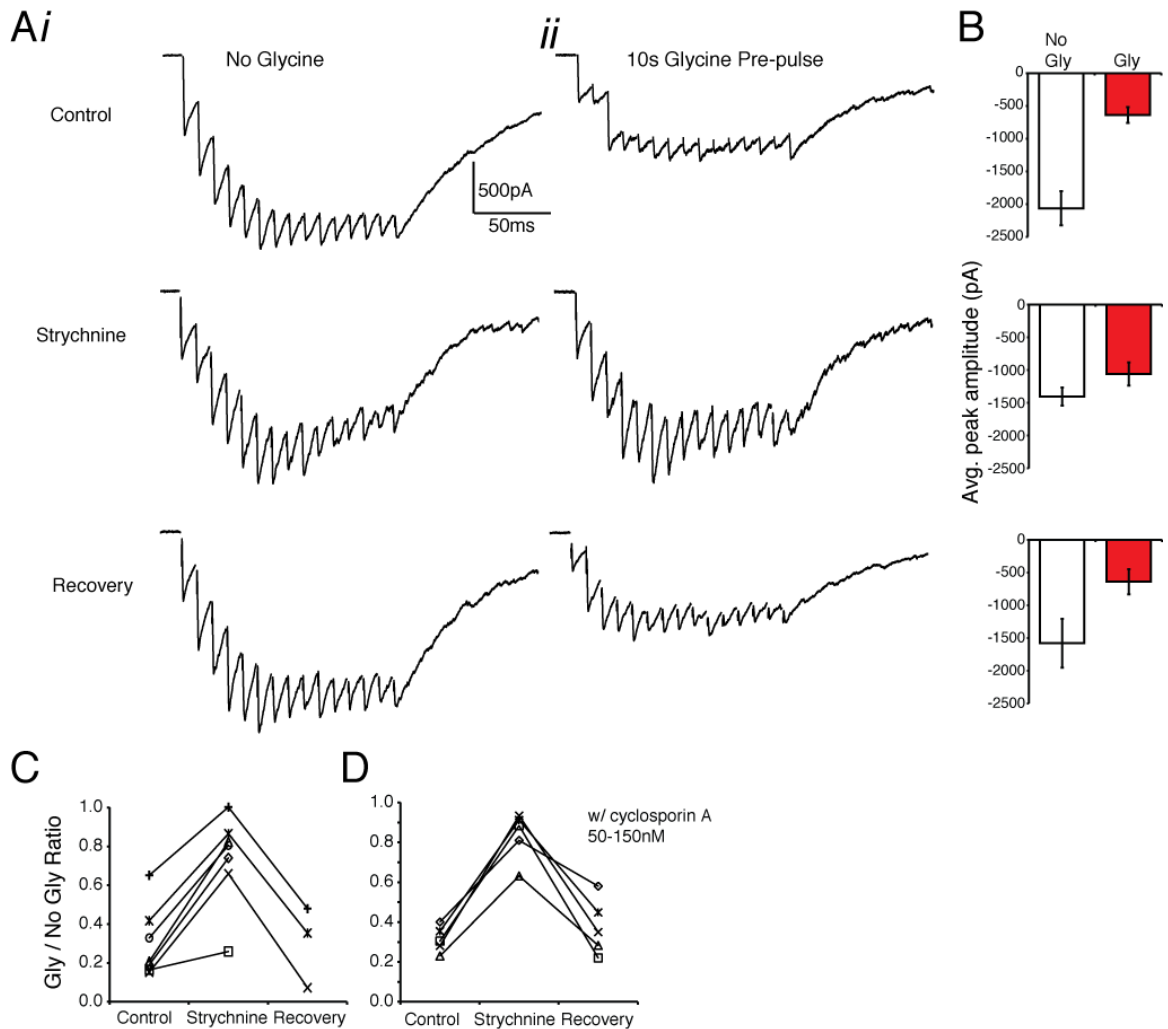 Ai
ii
B
No Glycine
10s Glycine Pre-pulse
No
Gly
Gly
Control
500pA
50ms
0
-500
-1000
-1500
-2000
-2500
Strychnine
Avg. peak amplitude (pA)
0
-500
-1000
-1500
-2000
-2500
Recovery
0
-500
-1000
-1500
-2000
-2500
C
Gly / No Gly Ratio
1.0
0.8
0.6
0.4
0.2
0.0
Control Strychnine Recovery
D
w/ cyclosporin A
50-150nM
1.0
0.8
0.6
0.4
0.2
0.0
Control Strychnine Recovery